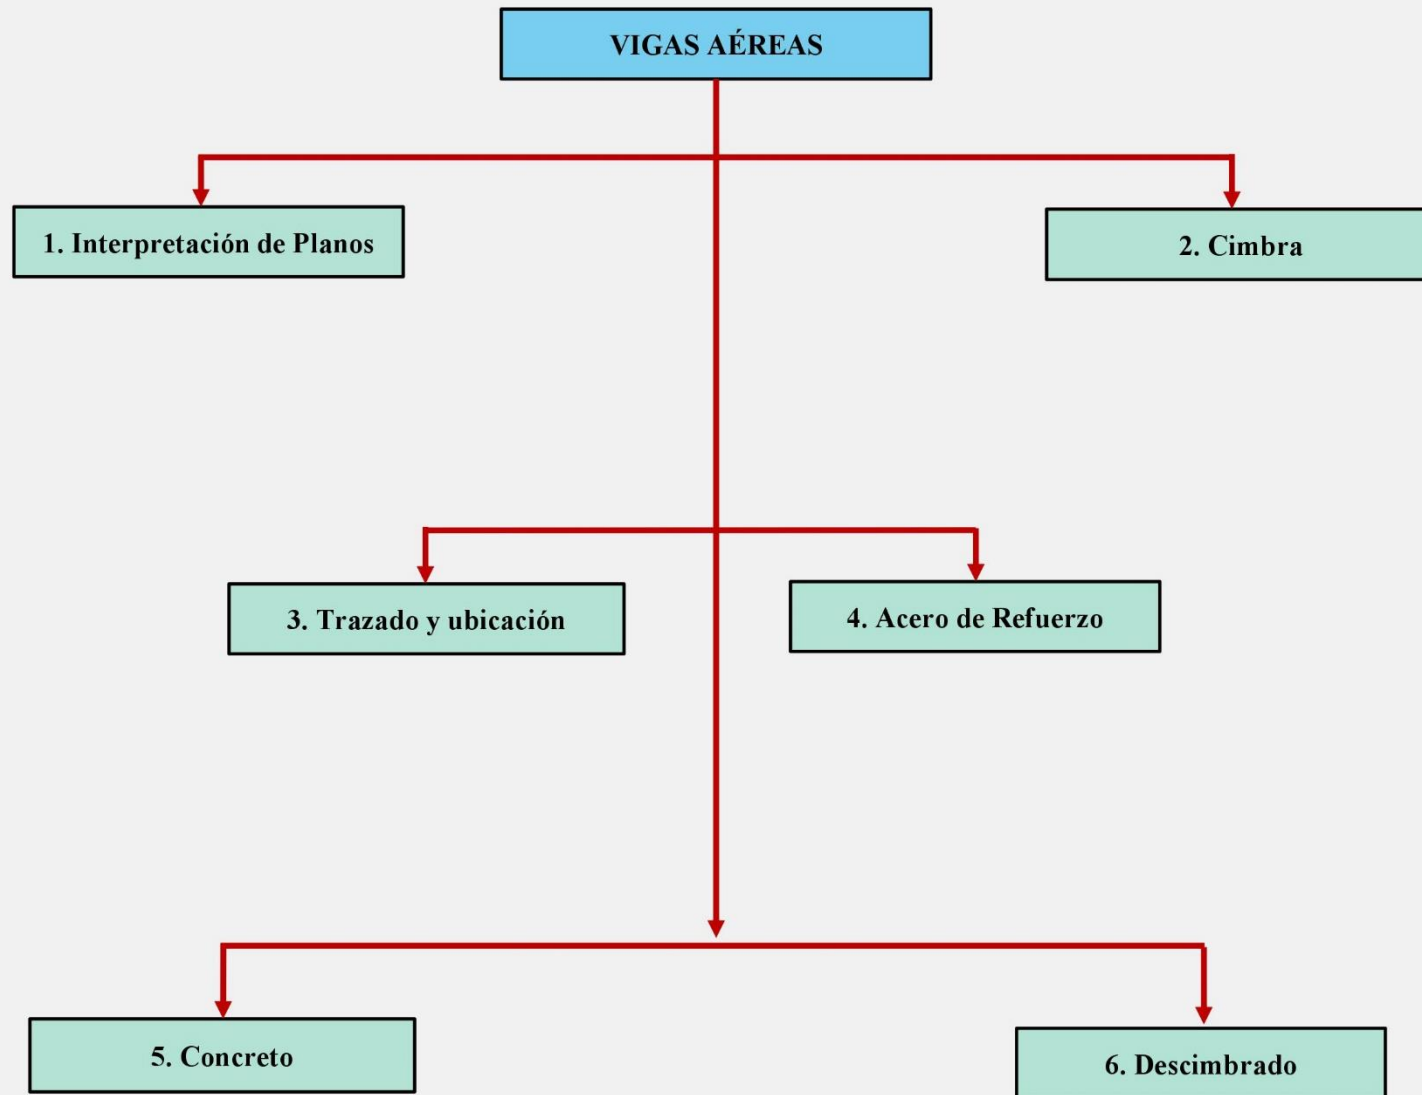 VIGAS AÉREAS
1. Interpretación de Planos
2. Cimbra
3. Trazado y ubicación
4. Acero de Refuerzo
5. Concreto
6. Descimbrado